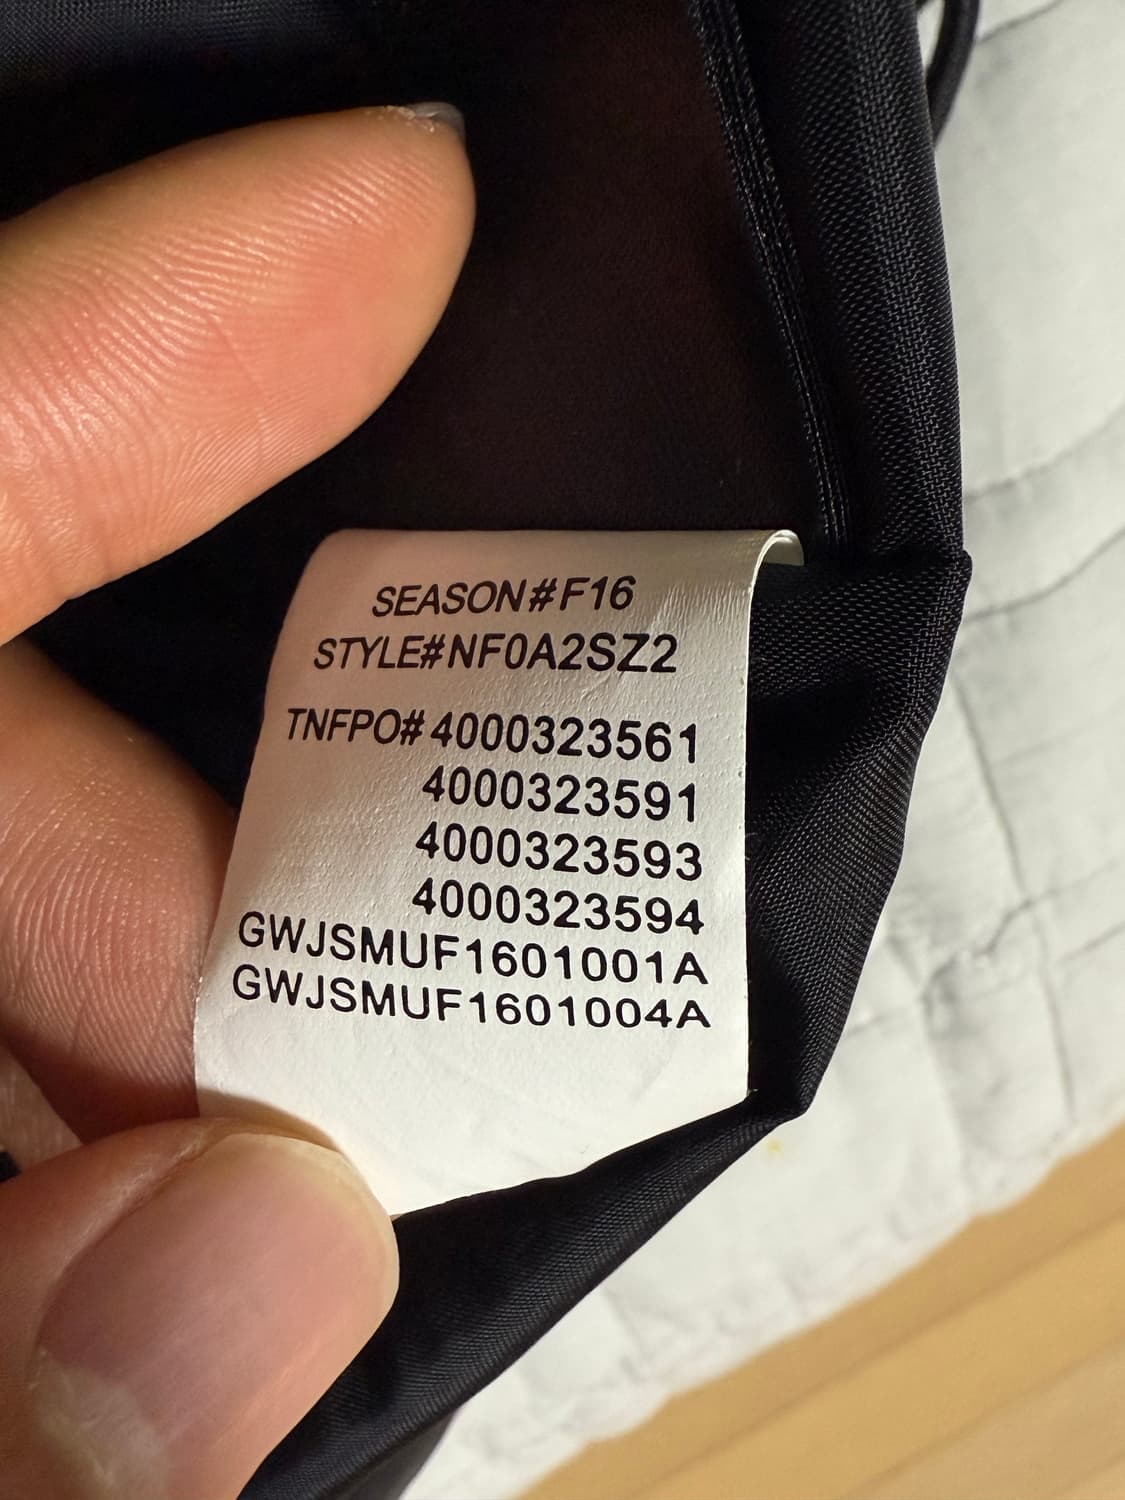 SEASON#F16
STYLE#NF0A2SZ2
TNFPO#4000323561
4000323591
4000323593
4000323594
GWJSMUF1601001A
GWJSMUF1601004A